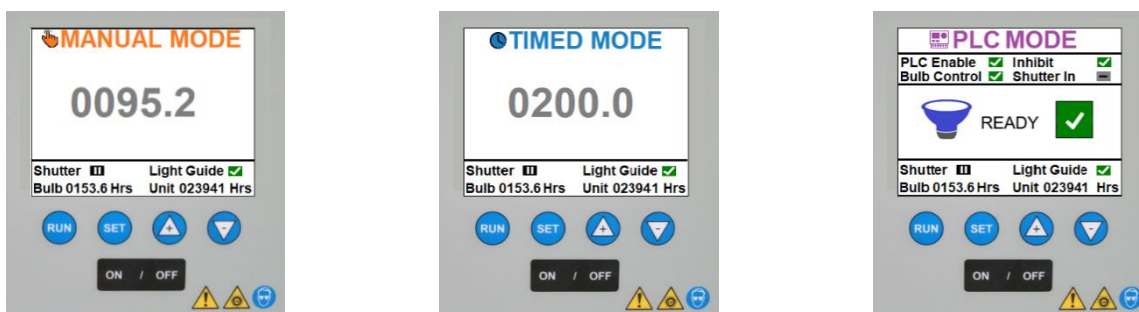 MANUAL MODE
0095.2
Shutter Light Guide
Bulb 0153.6 Hrs Unit 023941 Hrs
RUN SET + -
ON / OFF
TIMED MODE
0200.0
Shutter Light Guide
Bulb 0153.6 Hrs Unit 023941 Hrs
RUN SET + -
ON / OFF
PLC MODE
PLC Enable Inhibit
Bulb Control Shutter In
READY
Shutter Light Guide
Bulb 0153.6 Hrs Unit 023941 Hrs
RUN SET + -
ON / OFF